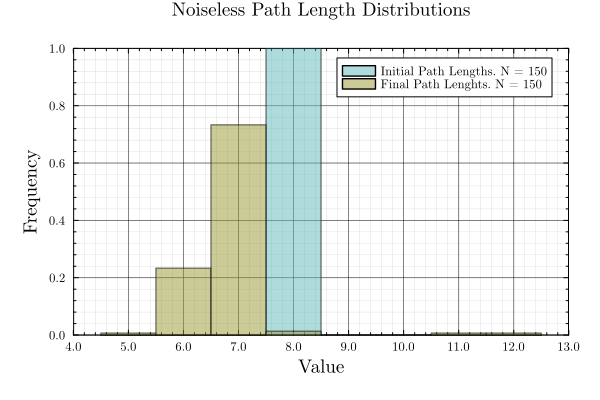 Noiseless Path Length Distributions
Initial Path Lengths. N = 150
Final Path Lenghts. N = 150
Frequency
1.0
0.8
0.6
0.4
0.2
0.0
4.0 5.0 6.0 7.0 8.0 9.0 10.0 11.0 12.0 13.0
Value